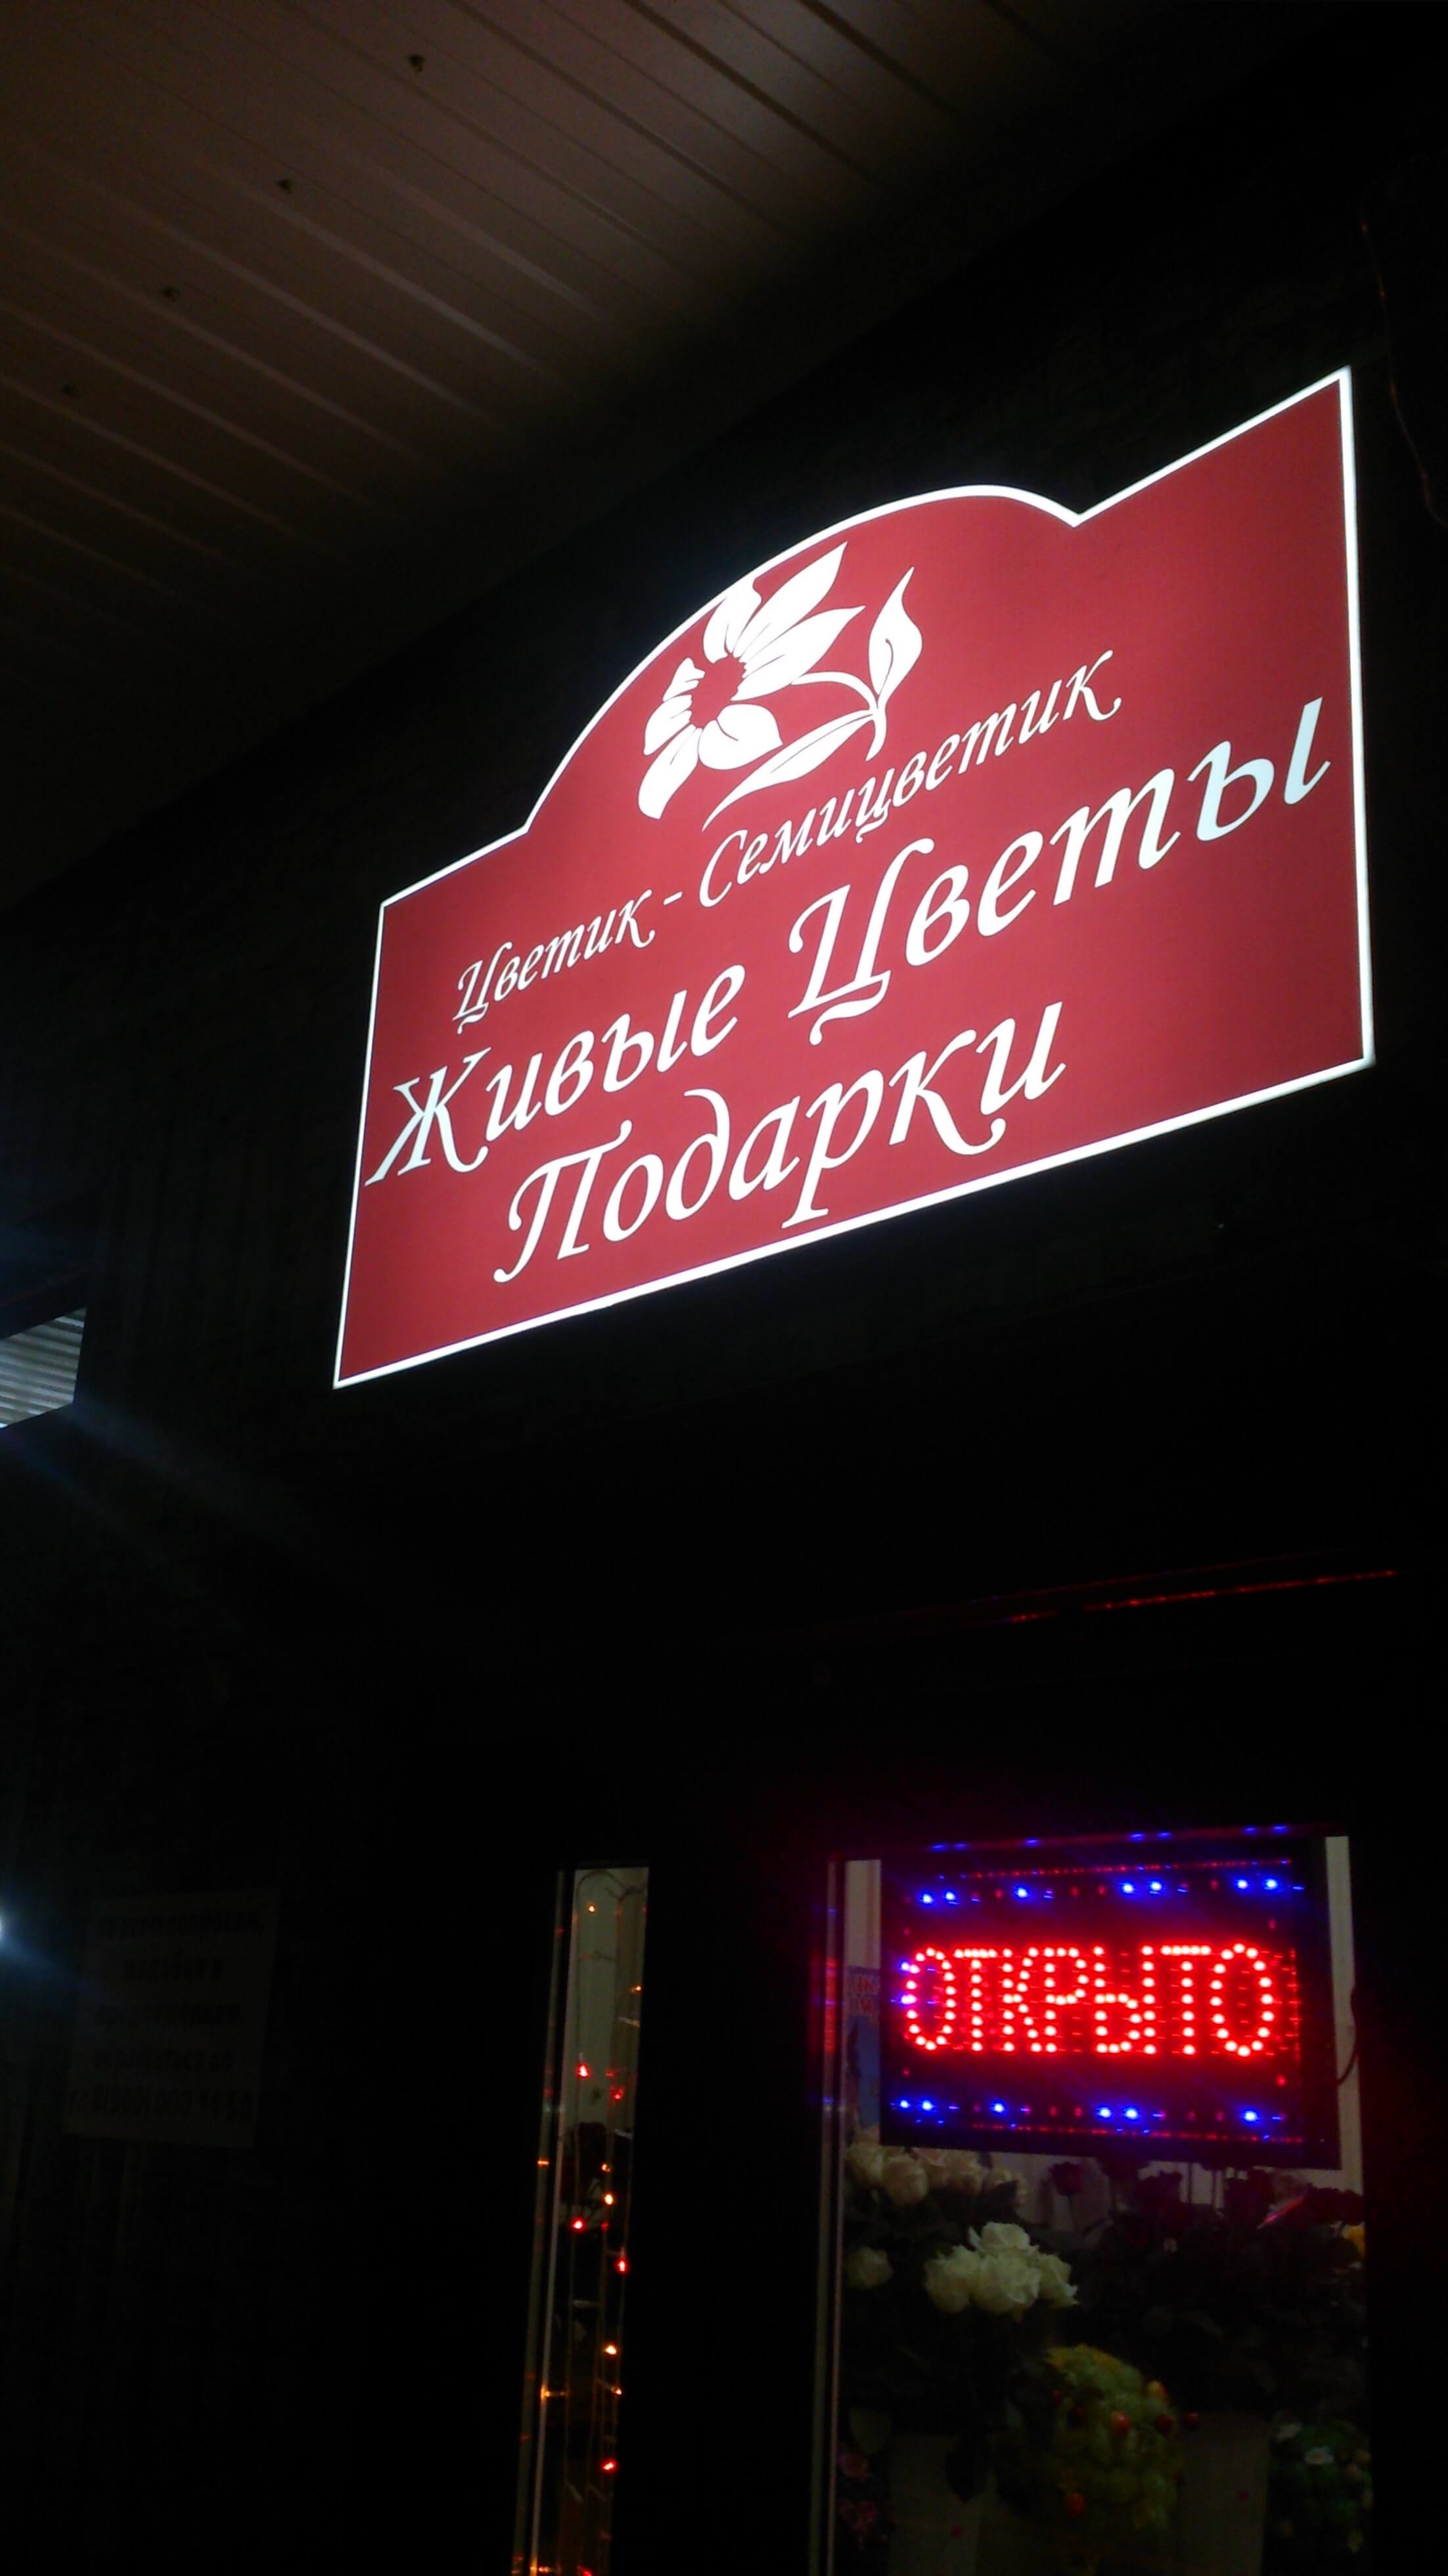 Цветик - Семицветик
Живые Цветы
Подарки
ОТКРЫТО